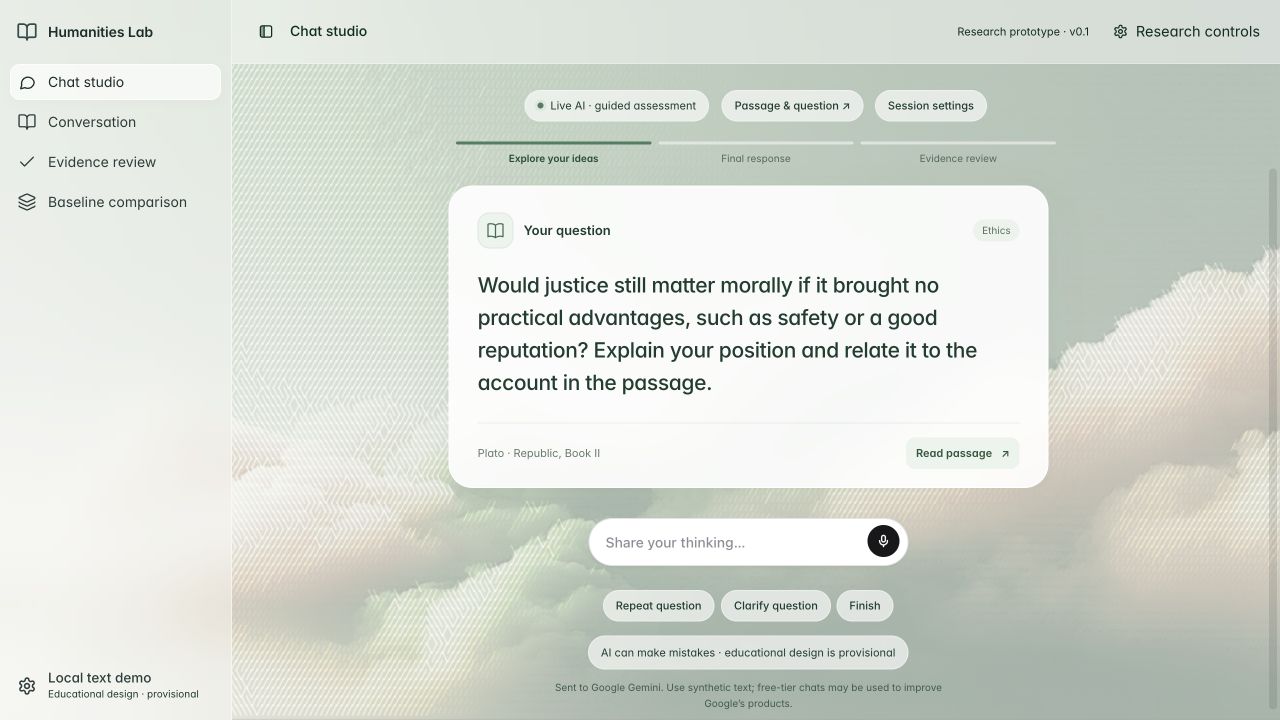 Humanities Lab
Chat studio
Conversation
Evidence review
Baseline comparison
Local text demo
Educational design · provisional
Chat studio
Research prototype · v0.1
Research controls
Live AI · guided assessment
Passage & question ↗
Session settings
Explore your ideas
Final response
Evidence review
Your question
Ethics
Would justice still matter morally if it brought no
practical advantages, such as safety or a good
reputation? Explain your position and relate it to the
account in the passage.
Plato · Republic, Book II
Read passage ↗
Share your thinking...
Repeat question
Clarify question
Finish
AI can make mistakes · educational design is provisional
Sent to Google Gemini. Use synthetic text; free-tier chats may be used to improve
Google's products.